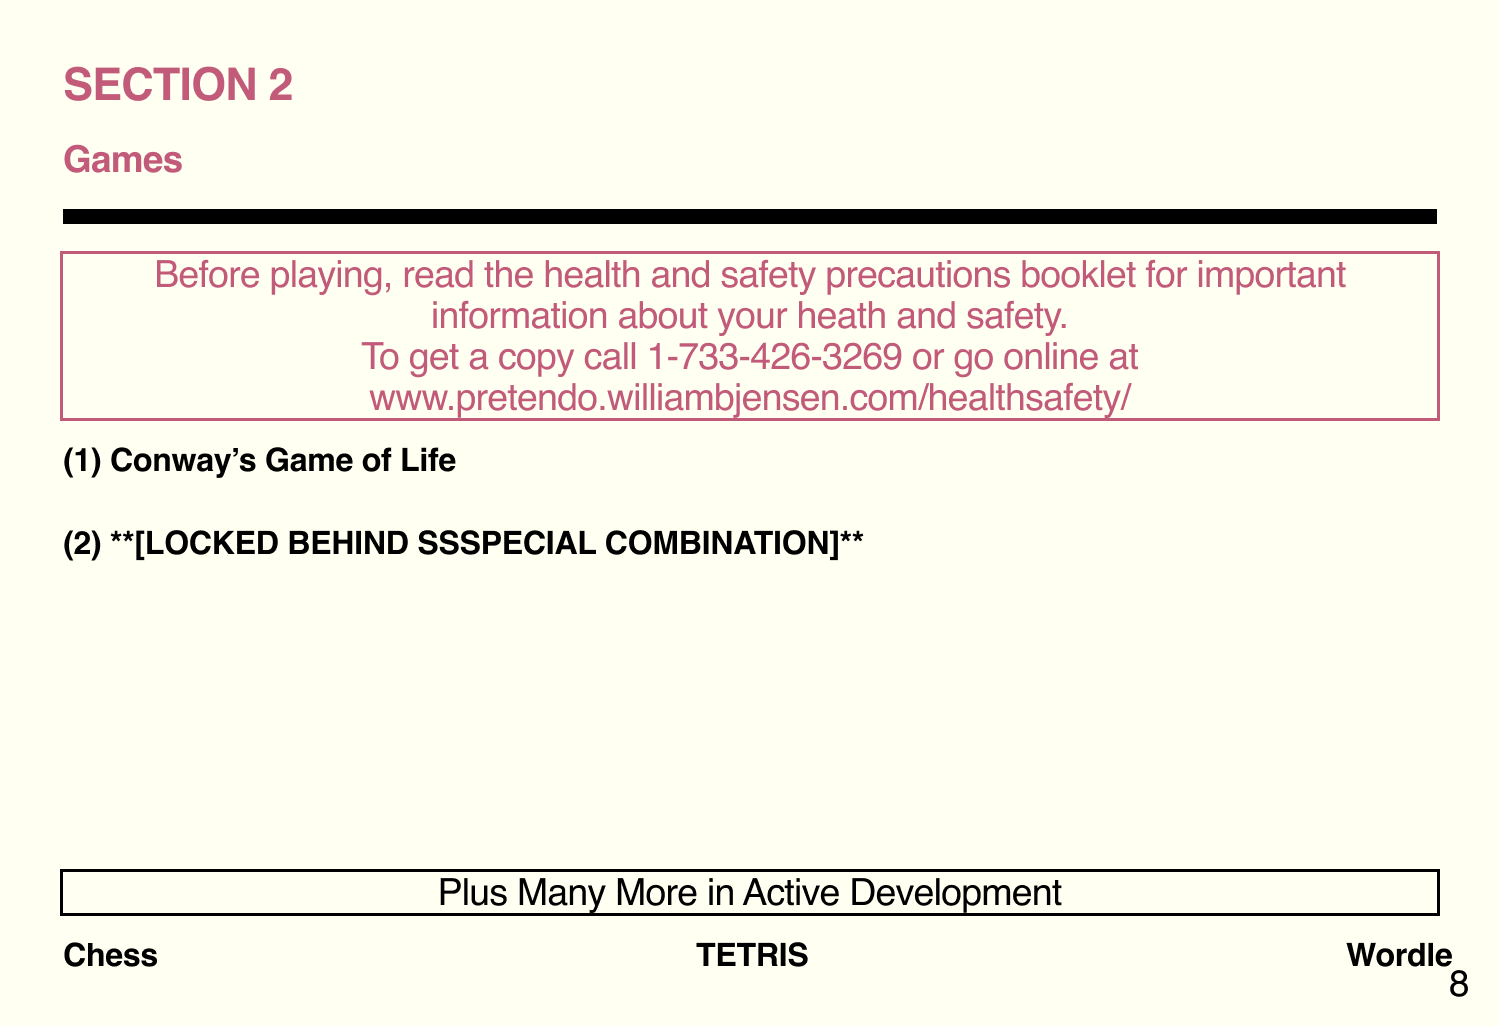 SECTION 2
Games
Before playing, read the health and safety precautions booklet for important
information about your heath and safety.
To get a copy call 1-733-426-3269 or go online at
www.pretendo.williambjensen.com/healthsafety/
(1) Conway’s Game of Life
(2) **[LOCKED BEHIND SSSPECIAL COMBINATION]**
Plus Many More in Active Development
Chess TETRIS Wordle
8